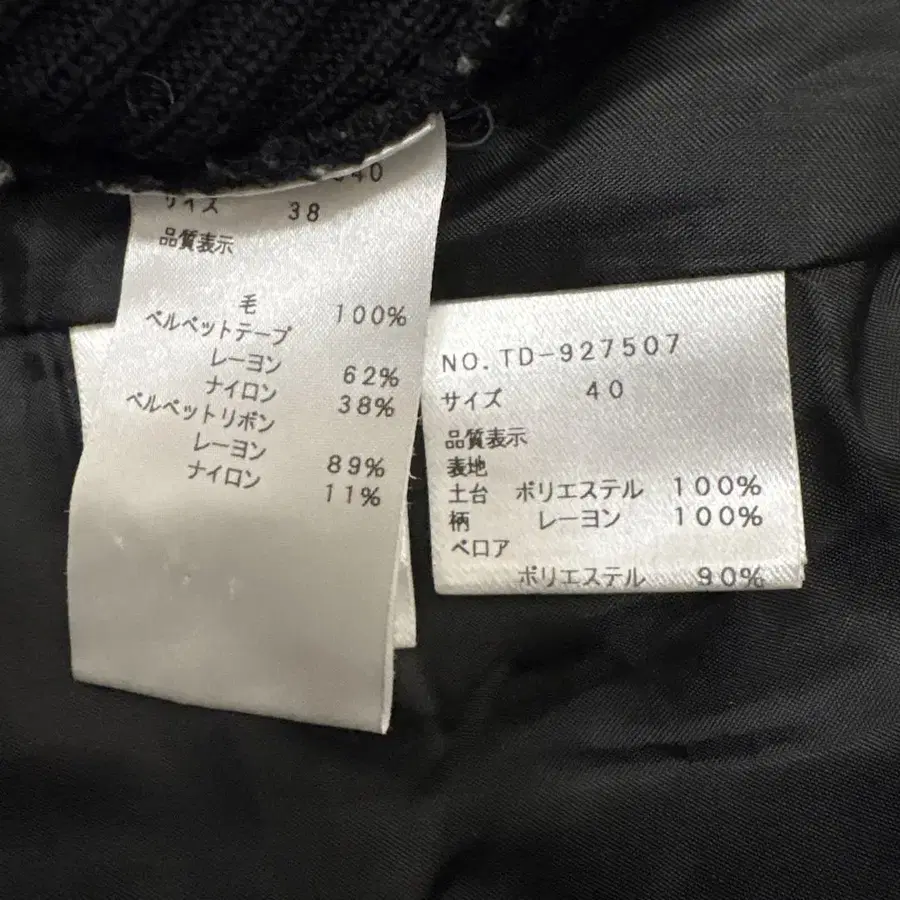 40
サイズ 38
品質表示
毛 100%
ベルベットテープ
レーヨン 62%
ナイロン 38%
ベルベットリボン
レーヨン 89%
ナイロン 11%
NO.TD-927507
サイズ 40
品質表示
表地
土台 ポリエステル 100%
柄 レーヨン 100%
ベロア
ポリエステル 90%